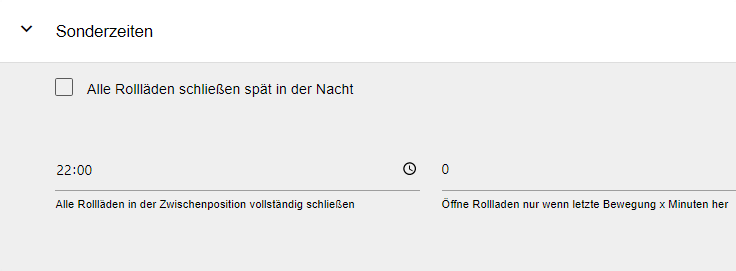 Sonderzeiten
Alle Rollläden schließen spät in der Nacht
22:00
0
Alle Rollläden in der Zwischenposition vollständig schließen
Öffne Rollladen nur wenn letzte Bewegung x Minuten her